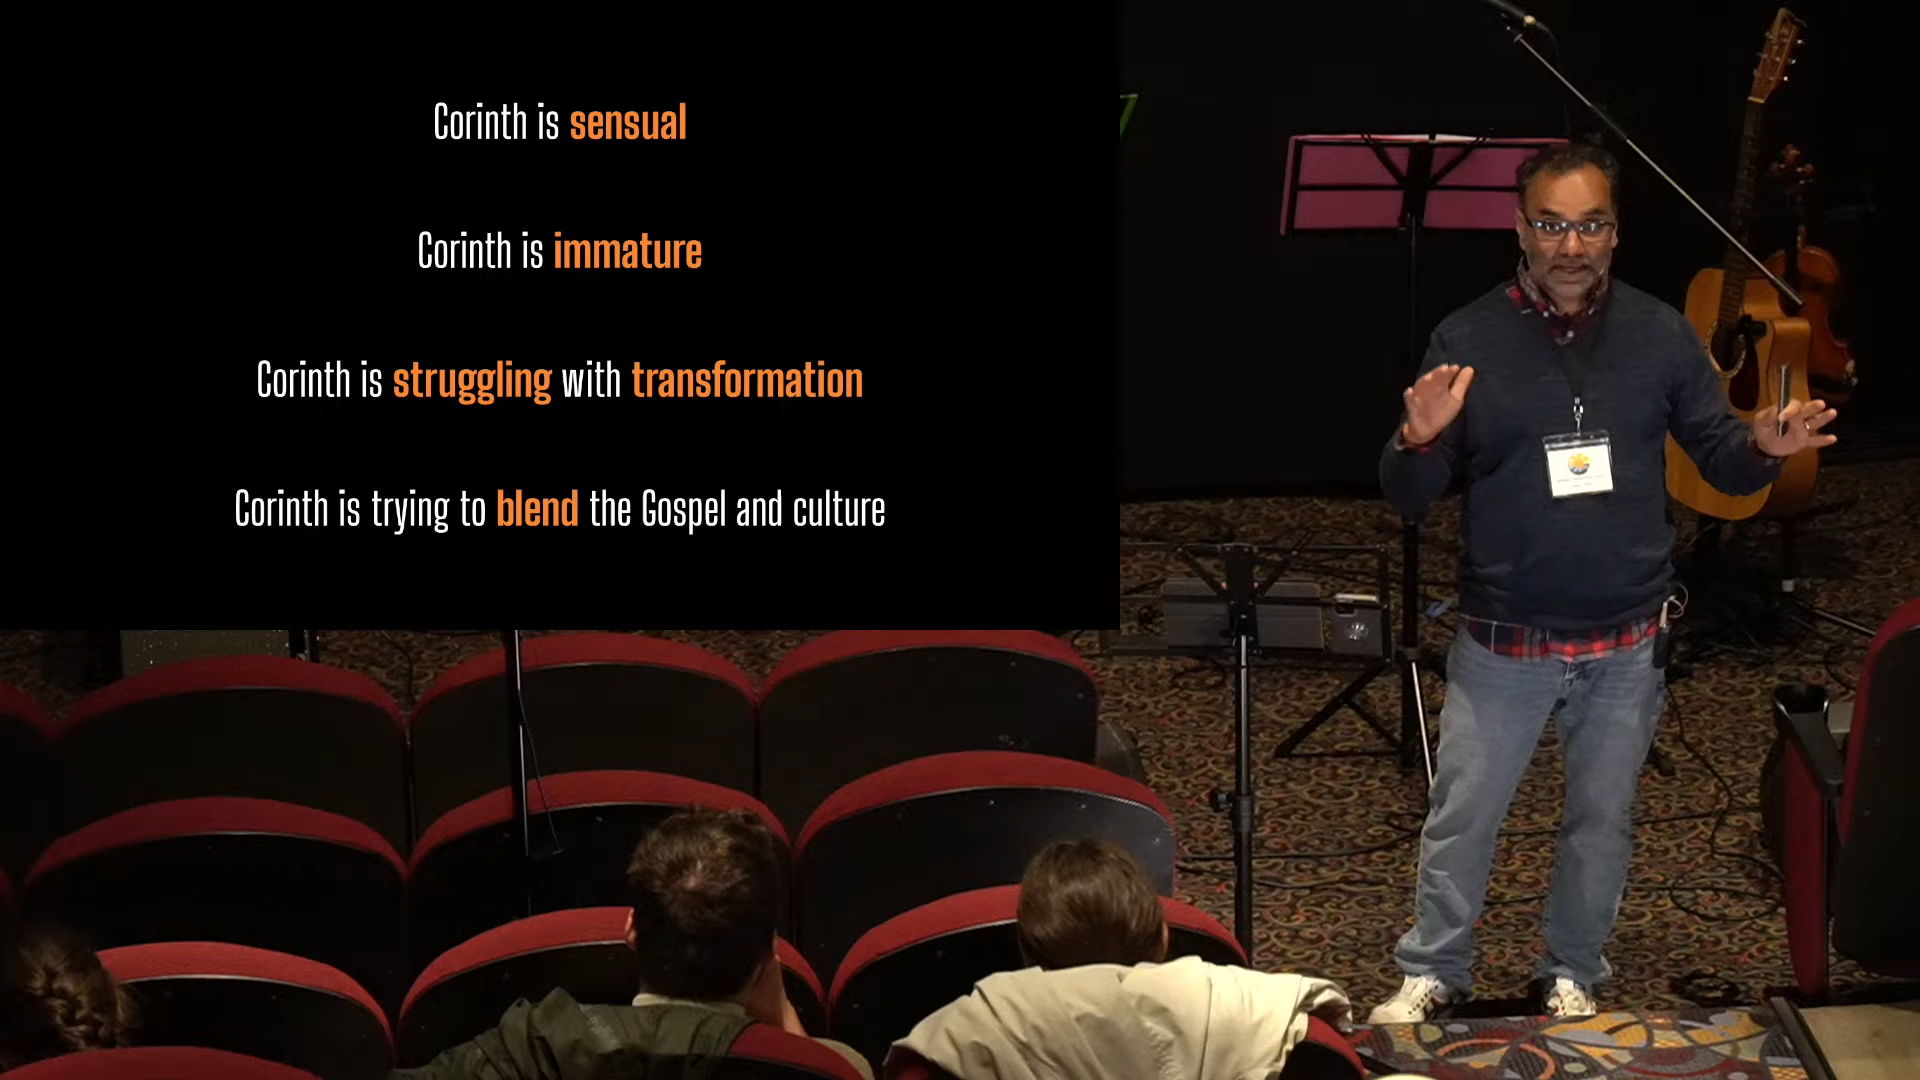 Corinth is sensual
Corinth is immature
Corinth is struggling with transformation
Corinth is trying to blend the Gospel and culture